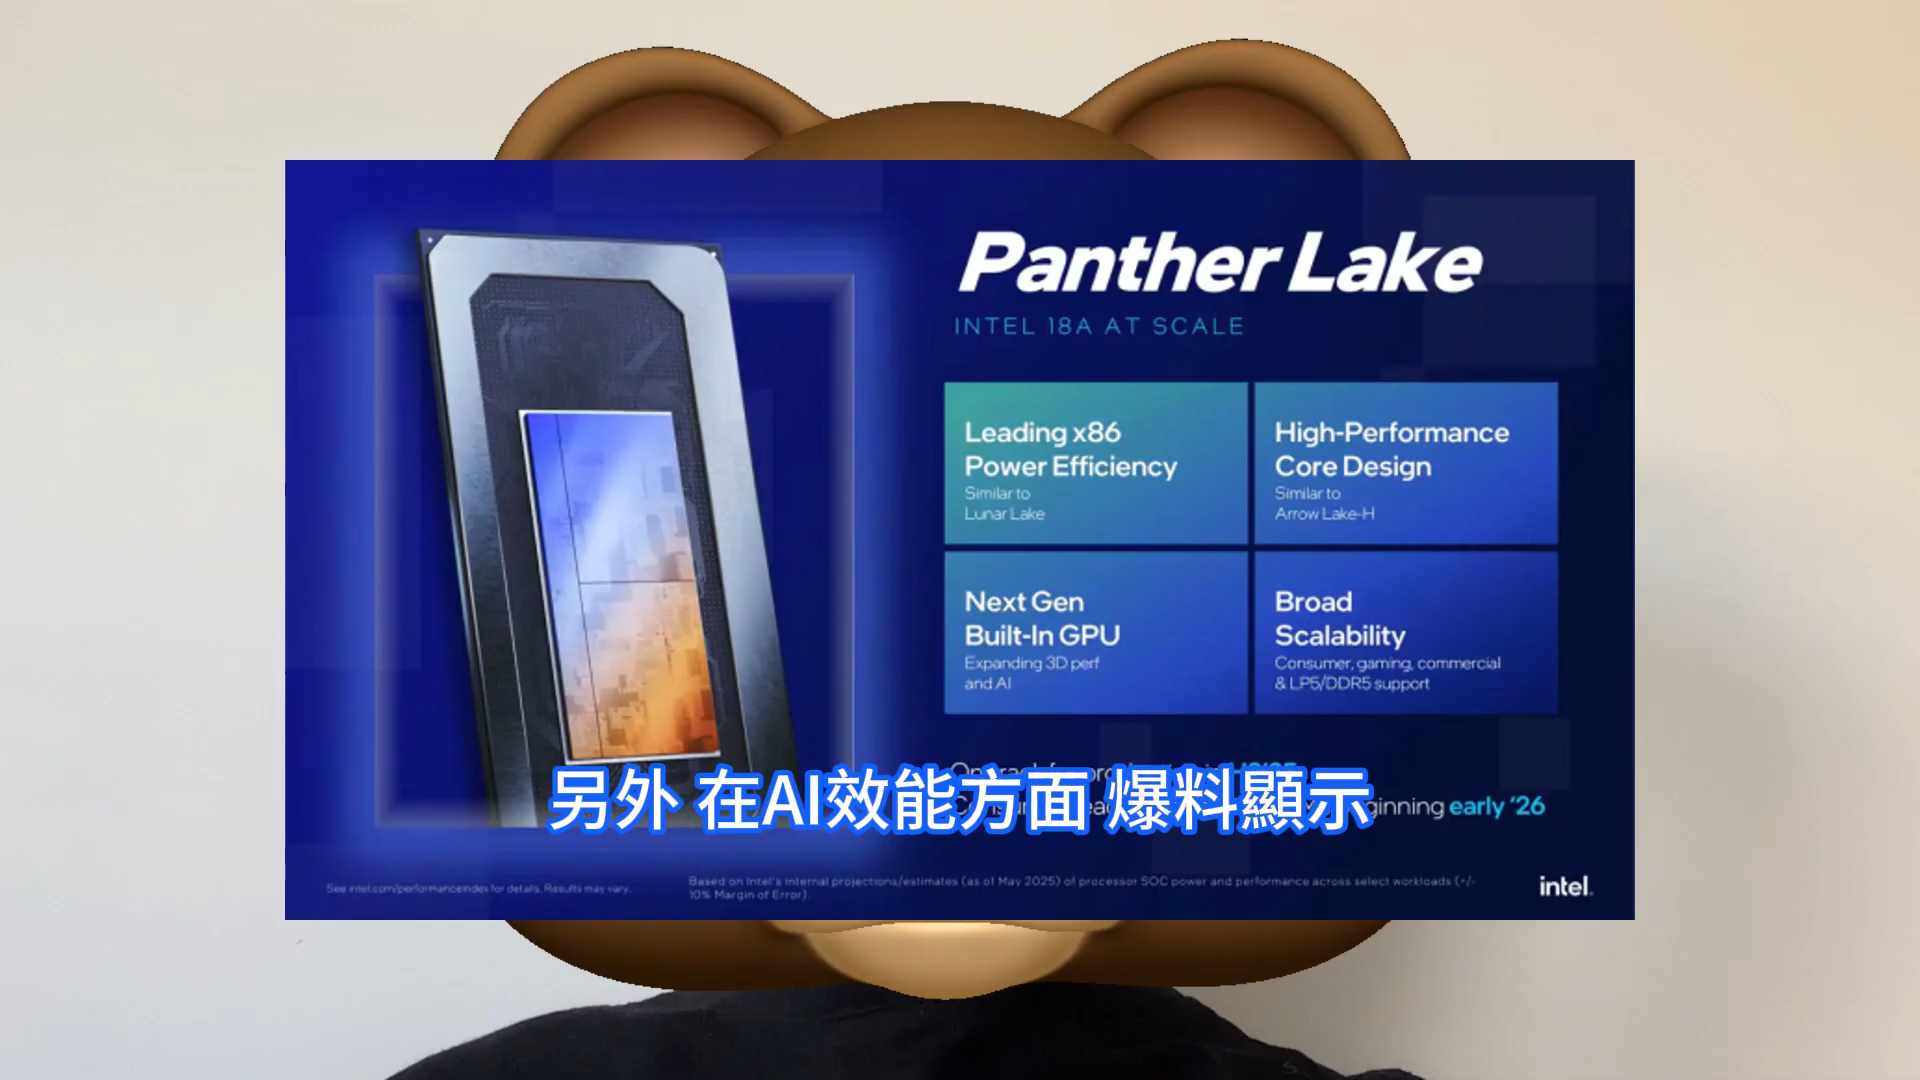 Panther Lake
INTEL 18A AT SCALE
Leading x86
Power Efficiency
Similar to
Lunar Lake
High-Performance
Core Design
Similar to
Arrow Lake-H
Next Gen
Built-In GPU
Expanding 3D perf
and AI
Broad
Scalability
Consumer, gaming, commercial
& LP5/DDR5 support
early ‘26
另外 在AI效能方面 爆料顯示
See intel.com/performanceindex for details. Results may vary.
Based on Intel's internal projections/estimates (as of May 2025) of processor SOC power and performance across select workloads (+/-
10% Margin of Error).
intel.